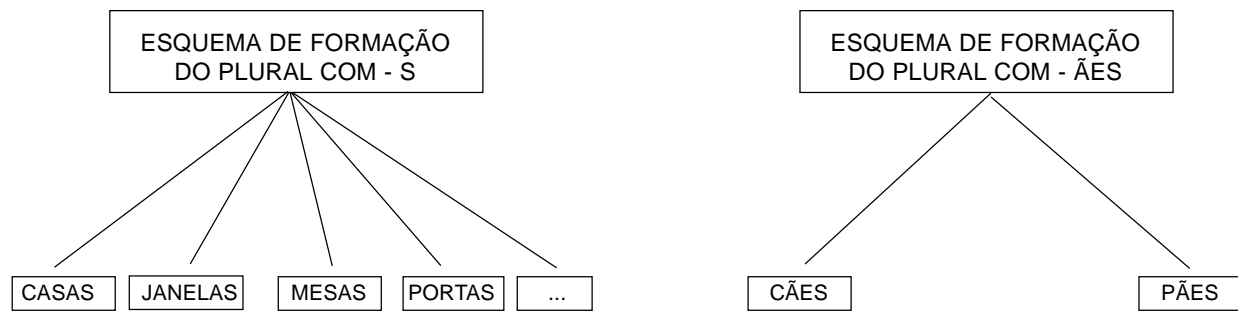 ESQUEMA DE FORMAÇÃO
DO PLURAL COM - S
CASAS
JANELAS
MESAS
PORTAS
...
ESQUEMA DE FORMAÇÃO
DO PLURAL COM - ÃES
CÃES
PÃES